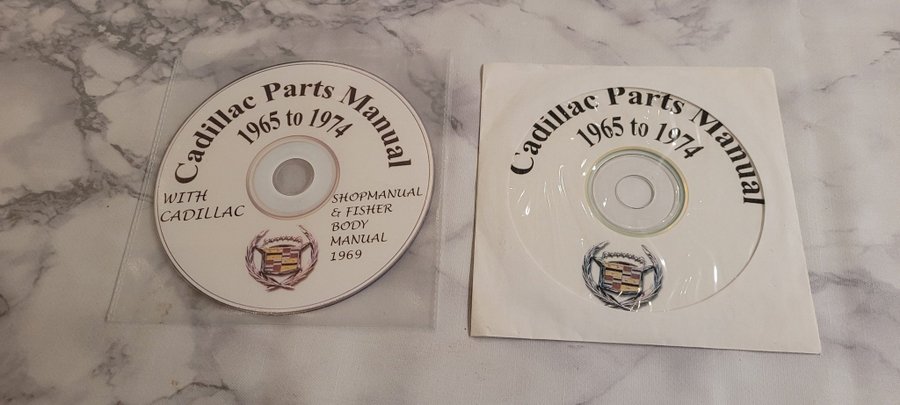 Cadillac Parts Manual
1965 to 1974
WITH
CADILLAC
SHOPMANUAL
& FISHER
BODY
MANUAL
1969
Cadillac Parts Manual
1965 to 1974